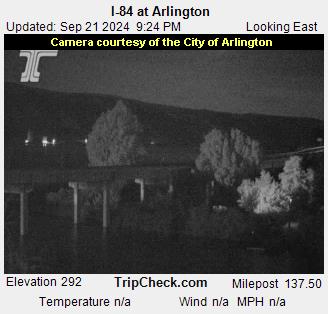 I-84 at Arlington
Updated: Sep 21 2024 9:24 PM Looking East
Camera courtesy of the City of Arlington
Elevation 292 TripCheck.com Milepost 137.50
Temperature n/a Wind n/a MPH n/a